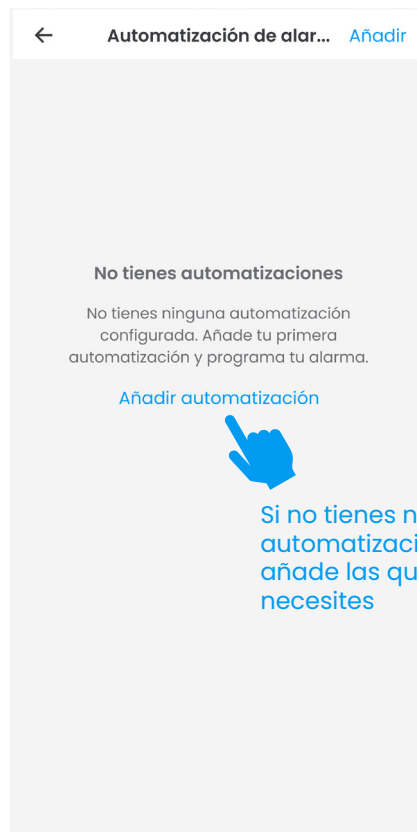 Automatización de alar... Añadir
No tienes automatizaciones
No tienes ninguna automatización
configurada. Añade tu primera
automatización y programa tu alarma.
Añadir automatización
Si no tienes n
automatizaci
añade las qu
necesites